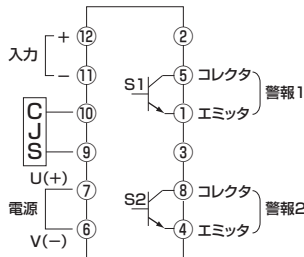 ＋ ⑫ ②
入力
− ⑪ S1 ⑤ コレクタ
警報1
CJS ⑩ ① エミッタ
⑨ ③
U(+) ⑦ ⑧ コレクタ
電源 S2 警報2
V(−) ⑥ ④ エミッタ